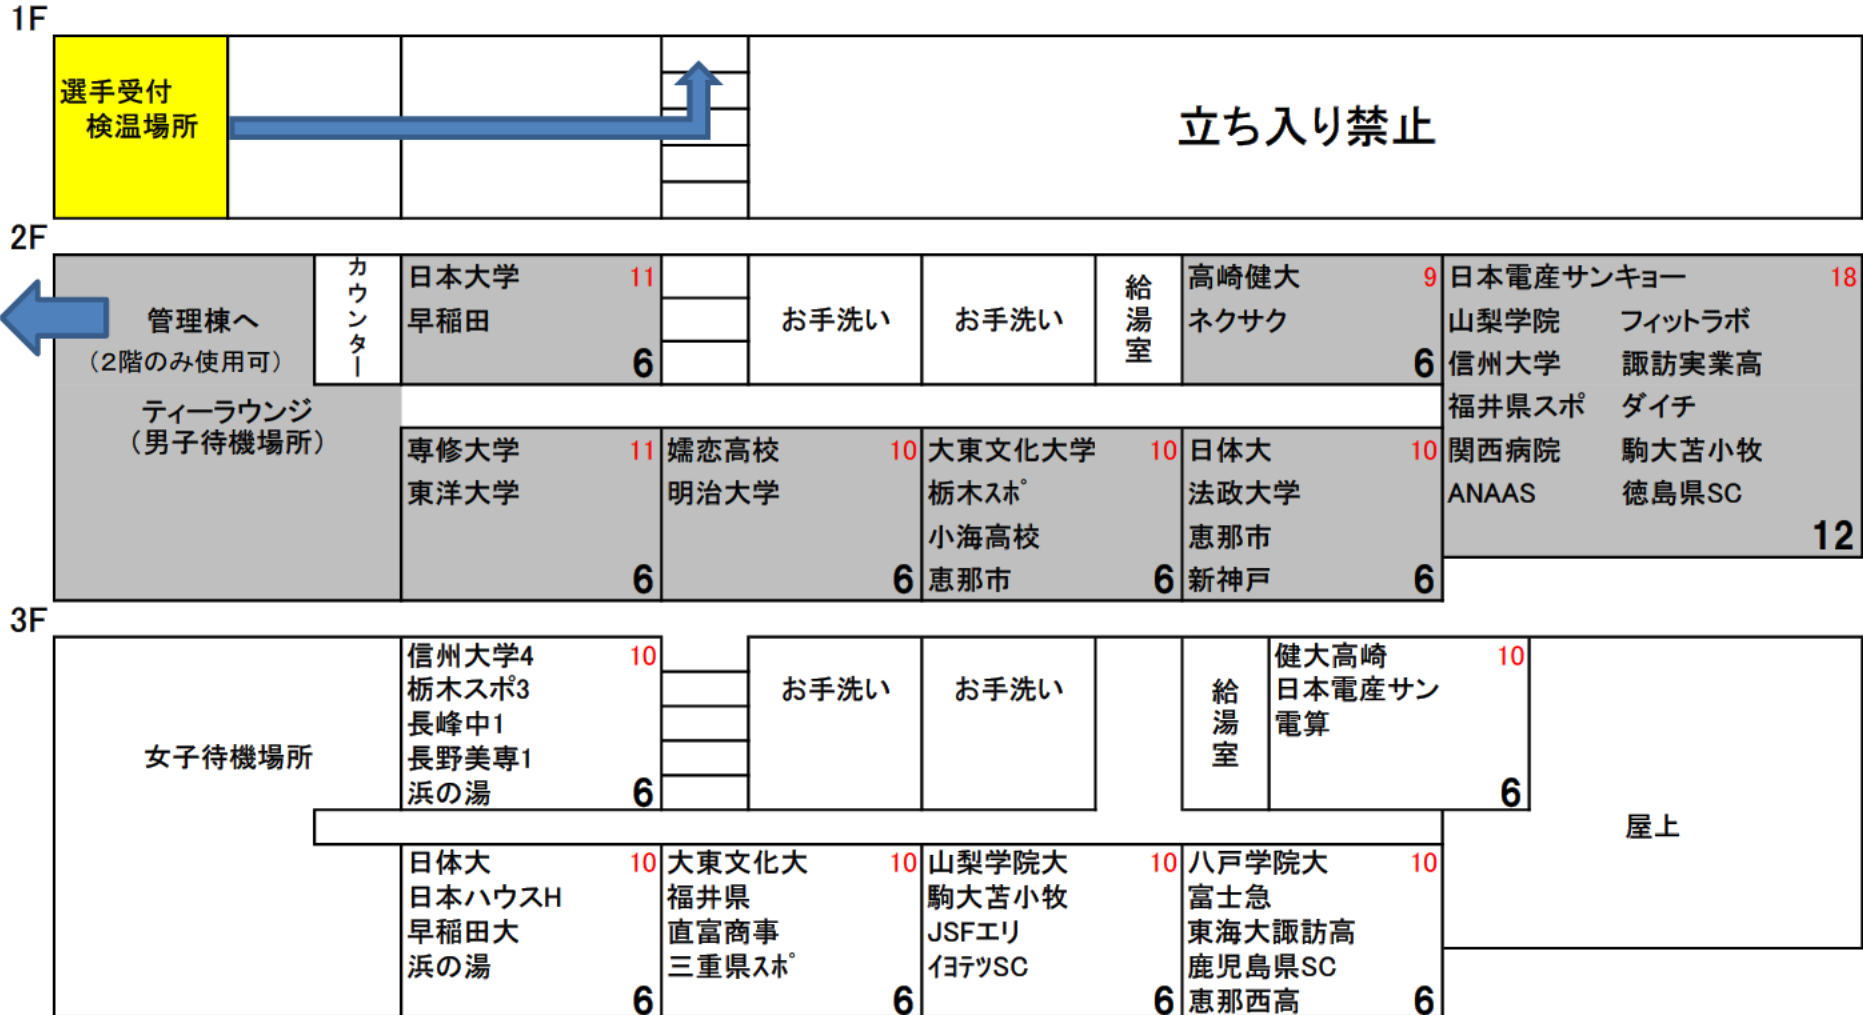 1F
選手受付
検温場所
立ち入り禁止
2F
管理棟へ
（2階のみ使用可）
ティーラウンジ
（男子待機場所）
カウンター
日本大学 11
早稲田
6
お手洗い
お手洗い
給湯室
高崎健大 9
ネクサク
6
日本電産サンキョー 18
山梨学院 フィットラボ
信州大学 諏訪実業高
福井県スポ ダイチ
関西病院 駒大苫小牧
ANAAS 徳島県SC
12
専修大学 11
東洋大学
6
嬬恋高校 10
明治大学
6
大東文化大学 10
栃木ｽﾎﾟ
小海高校
恵那市 6
日体大 10
法政大学
恵那市
新神戸 6
3F
女子待機場所
信州大学4 10
栃木スポ3
長峰中1
長野美専1
浜の湯 6
お手洗い
お手洗い
給湯室
健大高崎 10
日本電産サン
電算
6
屋上
日体大 10
日本ハウスH
早稲田大
浜の湯
6
大東文化大 10
福井県
直富商事
三重県ｽﾎﾟ
6
山梨学院大 10
駒大苫小牧
JSFエリ
ｲﾖﾃﾂSC
6
八戸学院大 10
富士急
東海大諏訪高
鹿児島県SC
恵那西高 6